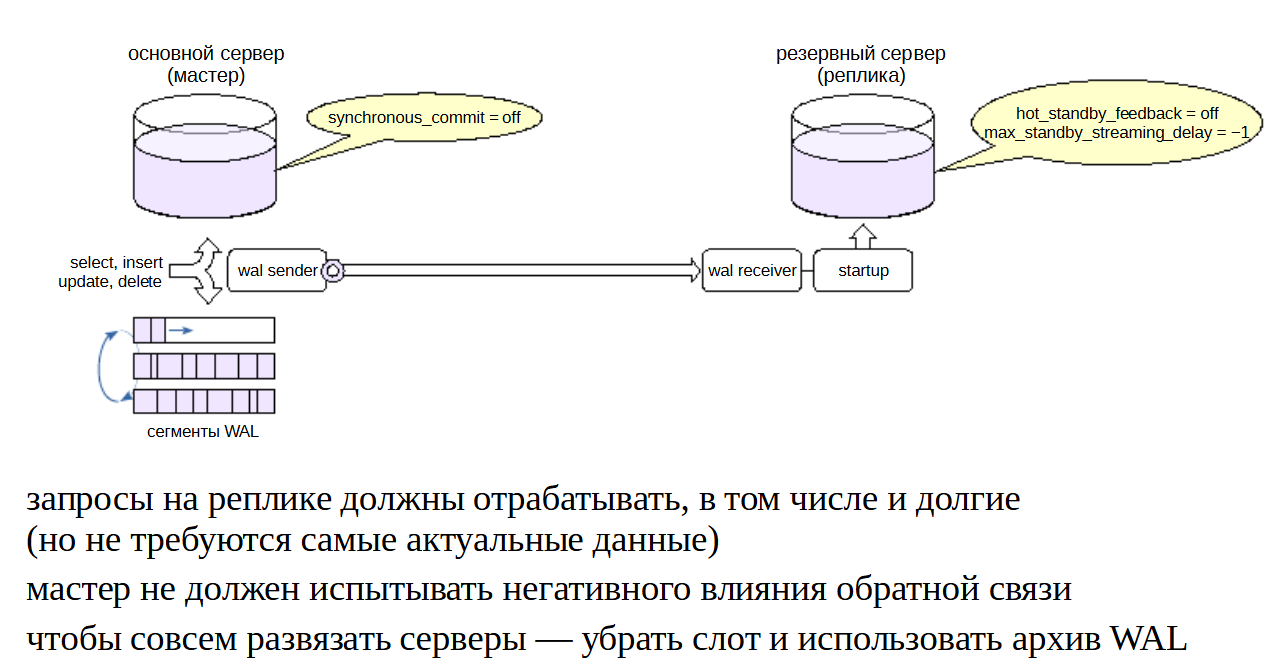 основной сервер
(мастер)
synchronous_commit = off
резервный сервер
(реплика)
hot_standby_feedback = off
max_standby_streaming_delay = −1
select, insert
update, delete
wal sender
wal receiver
startup
сегменты WAL
запросы на реплике должны отрабатывать, в том числе и долгие
(но не требуются самые актуальные данные)
мастер не должен испытывать негативного влияния обратной связи
чтобы совсем развязать серверы — убрать слот и использовать архив WAL